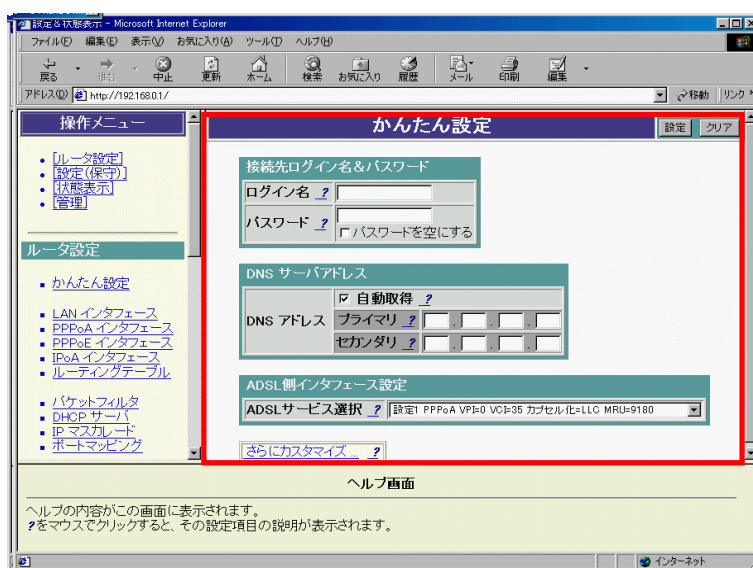 設定&状態表示 - Microsoft Internet Explorer
ファイル(F) 編集(E) 表示(V) お気に入り(A) ツール(T) ヘルプ(H)
戻る 進む 中止 更新 ホーム 検索 お気に入り 履歴 メール 印刷 編集
アドレス(D) http://192.168.0.1/ 移動 リンク »
操作メニュー
[ルータ設定]
[設定(保守)]
[状態表示]
[管理]
ルータ設定
かんたん設定
LAN インタフェース
PPPoA インタフェース
PPPoE インタフェース
IPoA インタフェース
ルーティングテーブル
パケットフィルタ
DHCP サーバ
IP マスカレード
ポートマッピング
かんたん設定 設定 クリア
接続先ログイン名&パスワード
ログイン名 ?
パスワード ?
パスワードを空にする
DNS サーバアドレス
自動取得 ?
DNS アドレス プライマリ ? . . .
セカンダリ ? . . .
ADSL側インタフェース設定
ADSLサービス選択 ? 設定1 PPPoA VPI=0 VCI=35 カプセル化=LLC MRU=9180
さらにカスタマイズ ... ?
ヘルプ画面
ヘルプの内容がこの画面に表示されます。
?をマウスでクリックすると、その設定項目の説明が表示されます。
インターネット